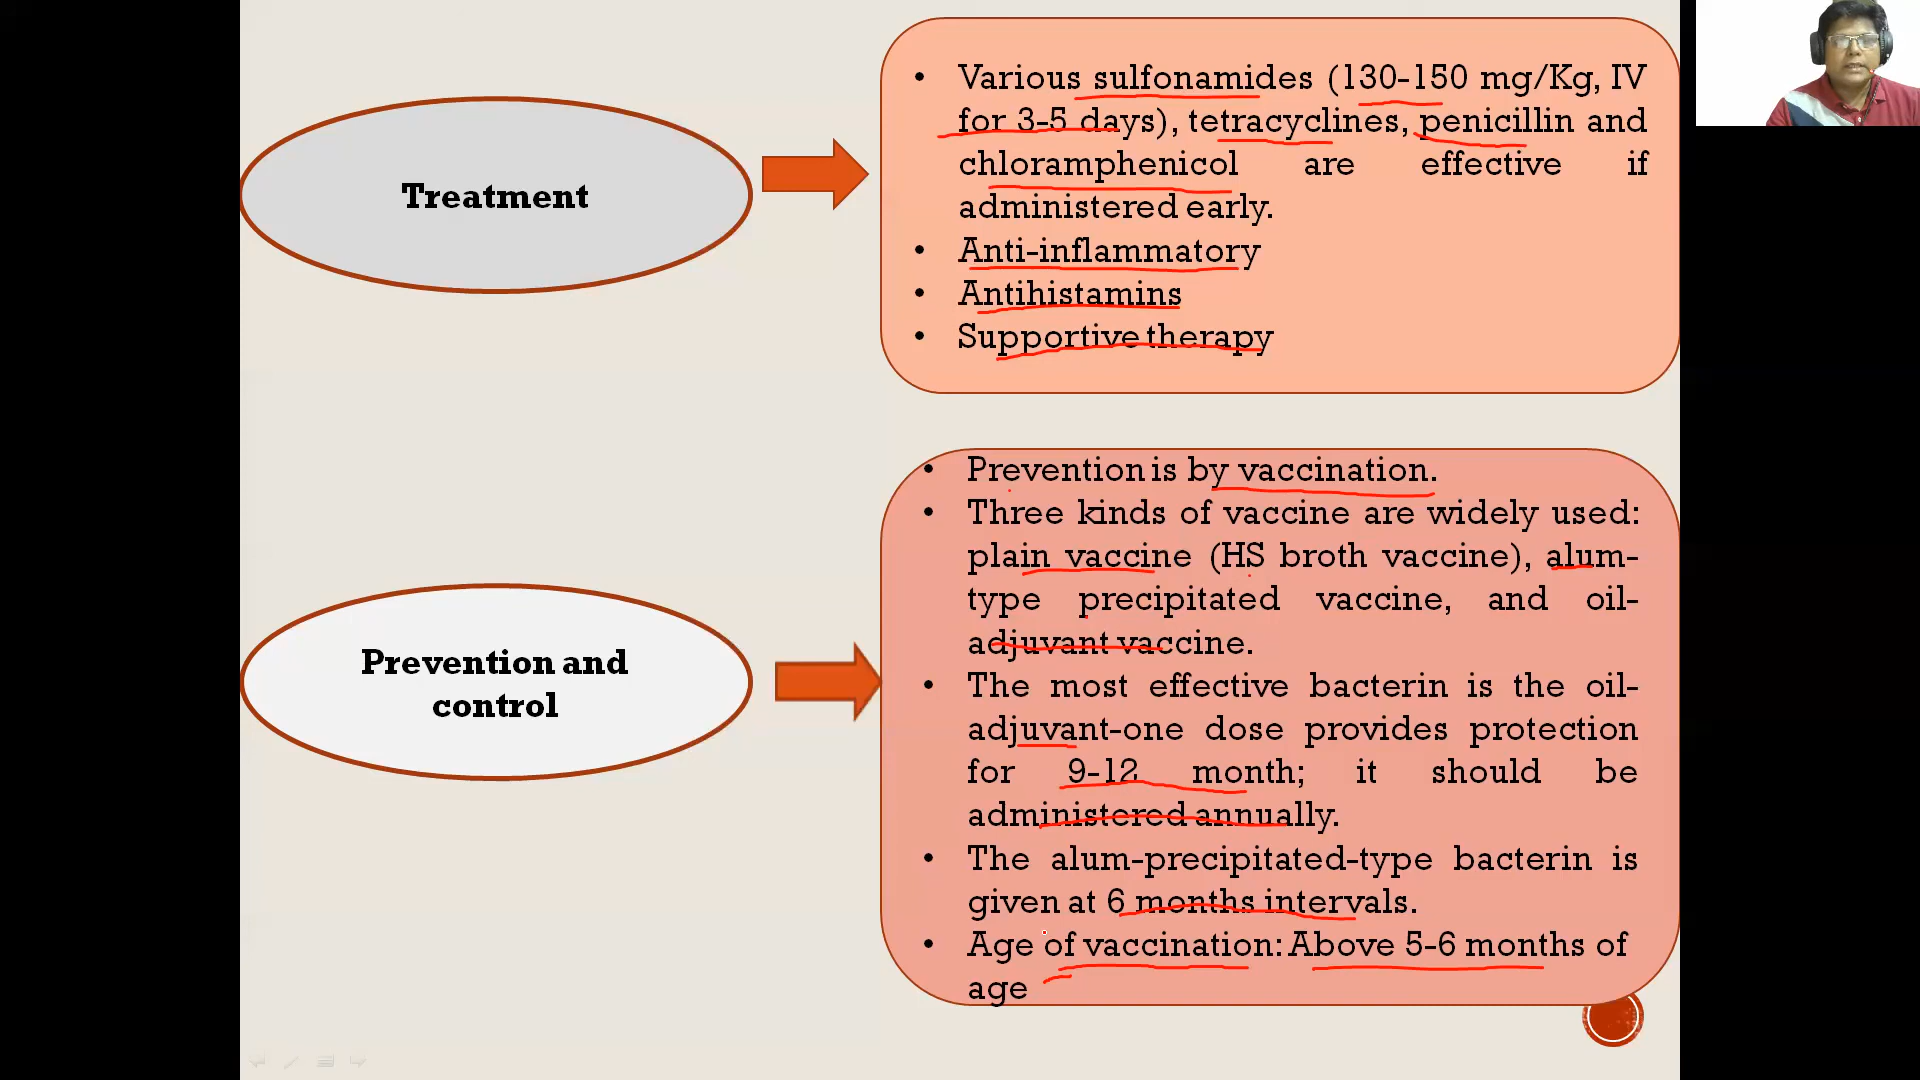 Treatment
• Various sulfonamides (130-150 mg/Kg, IV
for 3-5 days), tetracyclines, penicillin and
chloramphenicol are effective if
administered early.
• Anti-inflammatory
• Antihistamins
• Supportive therapy
Prevention and
control
• Prevention is by vaccination.
• Three kinds of vaccine are widely used:
plain vaccine (HS broth vaccine), alum-
type precipitated vaccine, and oil-
adjuvant vaccine.
• The most effective bacterin is the oil-
adjuvant-one dose provides protection
for 9-12 month; it should be
administered annually.
• The alum-precipitated-type bacterin is
given at 6 months intervals.
• Age of vaccination: Above 5-6 months of
age